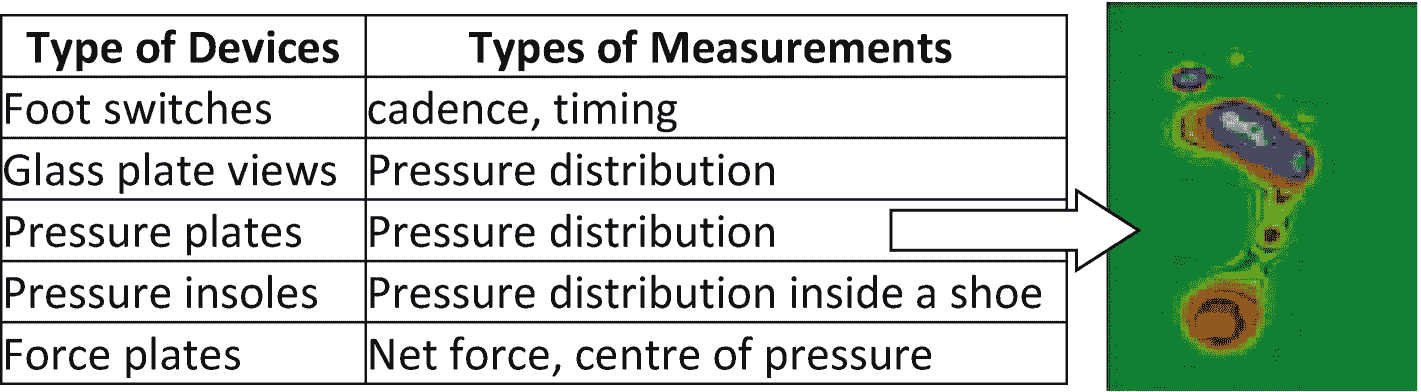 Type of Devices Types of Measurements
Foot switches cadence, timing
Glass plate views Pressure distribution
Pressure plates Pressure distribution
Pressure insoles Pressure distribution inside a shoe
Force plates Net force, centre of pressure